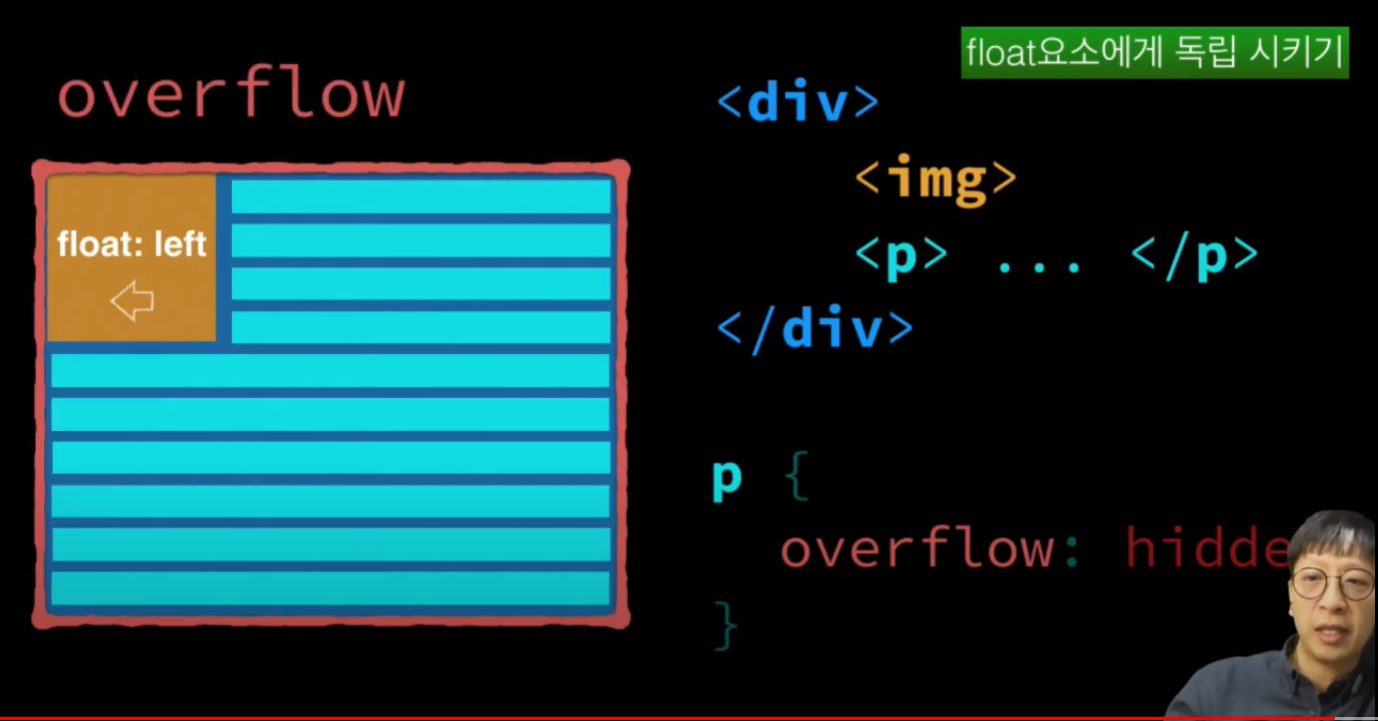 float요소에게 독립 시키기
overflow
<div>
<img>
<p> ... </p>
</div>
float: left
p {
overflow: hidde
}